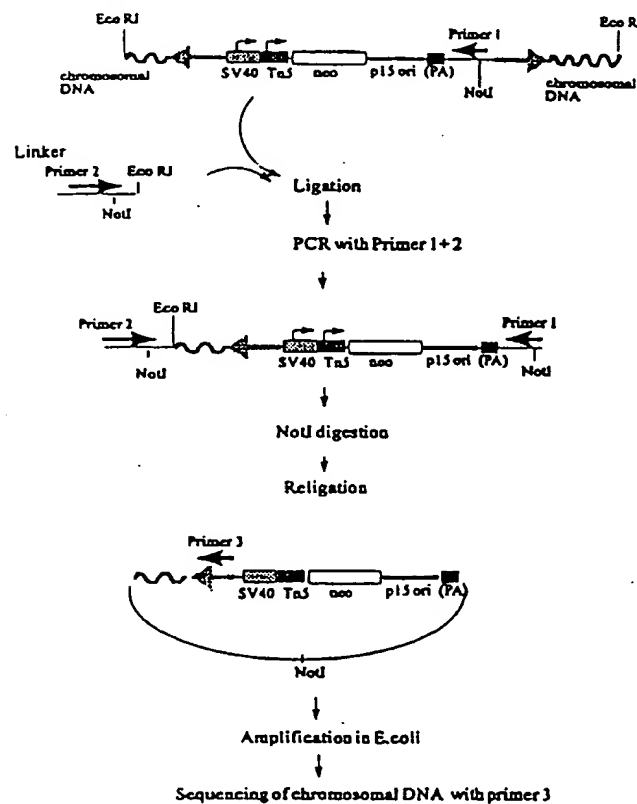 Eco RI
Eco R
Primer 1
SV40 Tn5 neo p15 ori (PA)
chromosomal DNA
chromosomal DNA
NotI
Linker
Primer 2 Eco RI
NotI
Ligation
PCR with Primer 1+2
Eco RI
Primer 2
Primer 1
NotI
SV40 Tn5 neo p15 ori (PA)
NotI
NotI digestion
Religation
Primer 3
SV40 Tn5 neo p15 ori (PA)
NotI
Amplification in E.coli
Sequencing of chromosomal DNA with primer 3